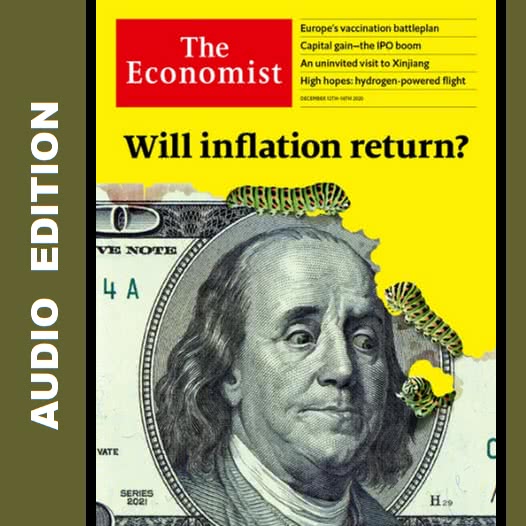 AUDIO EDITION
The
Economist
Europe's vaccination battleplan
Capital gain—the IPO boom
An uninvited visit to Xinjiang
High hopes: hydrogen-powered flight
DECEMBER 12TH–18TH 2020
Will inflation return?
VE NOTE
4 A
VATE
SERIES
2021
H 29